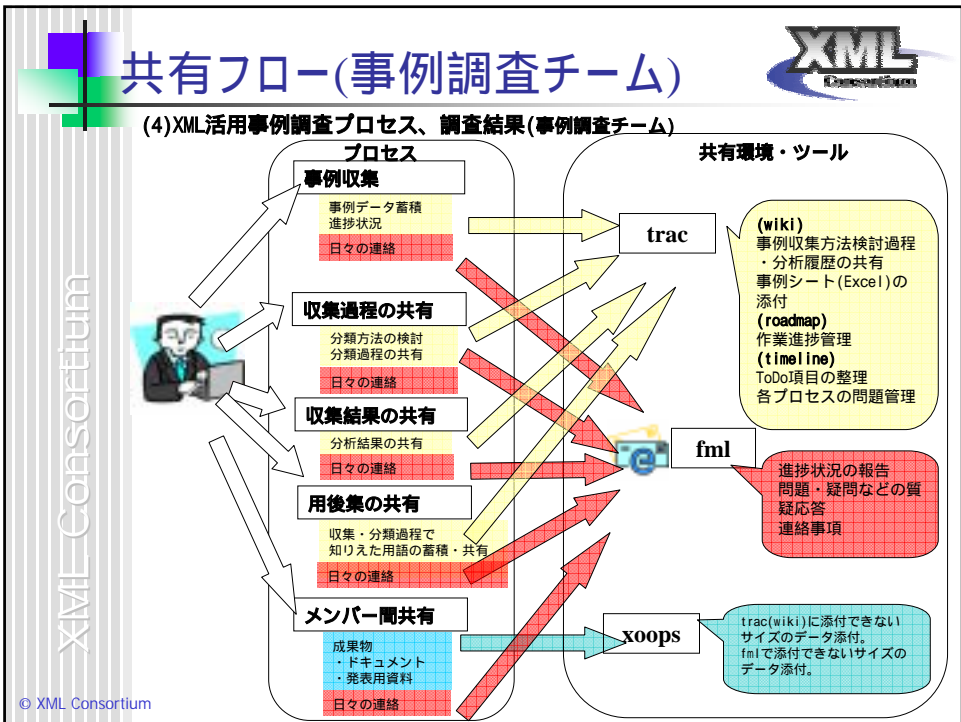 共有フロー(事例調査チーム)
XML
Consortium
(4)XML活用事例調査プロセス、調査結果(事例調査チーム)
プロセス
事例収集
事例データ蓄積
進捗状況
日々の連絡
収集過程の共有
分類方法の検討
分類過程の共有
日々の連絡
収集結果の共有
分析結果の共有
日々の連絡
用後集の共有
収集・分類過程で
知りえた用語の蓄積・共有
日々の連絡
メンバー間共有
成果物
・ドキュメント
・発表用資料
日々の連絡
共有環境・ツール
trac
(wiki)
事例収集方法検討過程
・分析履歴の共有
事例シート(Excel)の
添付
(roadmap)
作業進捗管理
(timeline)
ToDo項目の整理
各プロセスの問題管理
fml
進捗状況の報告
問題・疑問などの質
疑応答
連絡事項
xoops
trac(wiki)に添付できない
サイズのデータ添付。
fmlで添付できないサイズの
データ添付。
XML Consortium
© XML Consortium